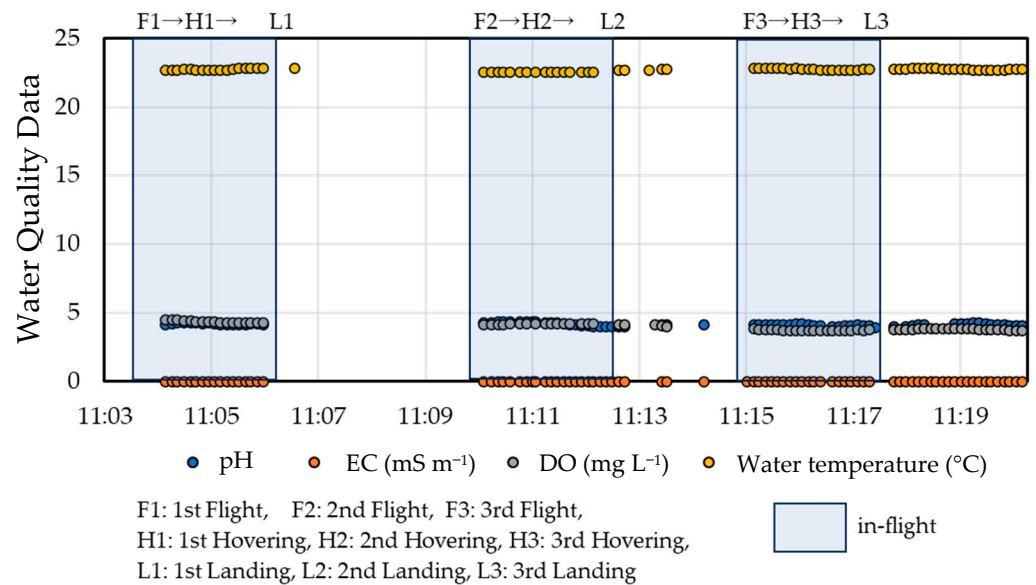 F1→H1→ L1 F2→H2→ L2 F3→H3→ L3
25
20
15
10
5
0
Water Quality Data
11:03 11:05 11:07 11:09 11:11 11:13 11:15 11:17 11:19
pH EC (mS m⁻¹) DO (mg L⁻¹) Water temperature (°C)
F1: 1st Flight, F2: 2nd Flight, F3: 3rd Flight,
H1: 1st Hovering, H2: 2nd Hovering, H3: 3rd Hovering,
L1: 1st Landing, L2: 2nd Landing, L3: 3rd Landing
in-flight